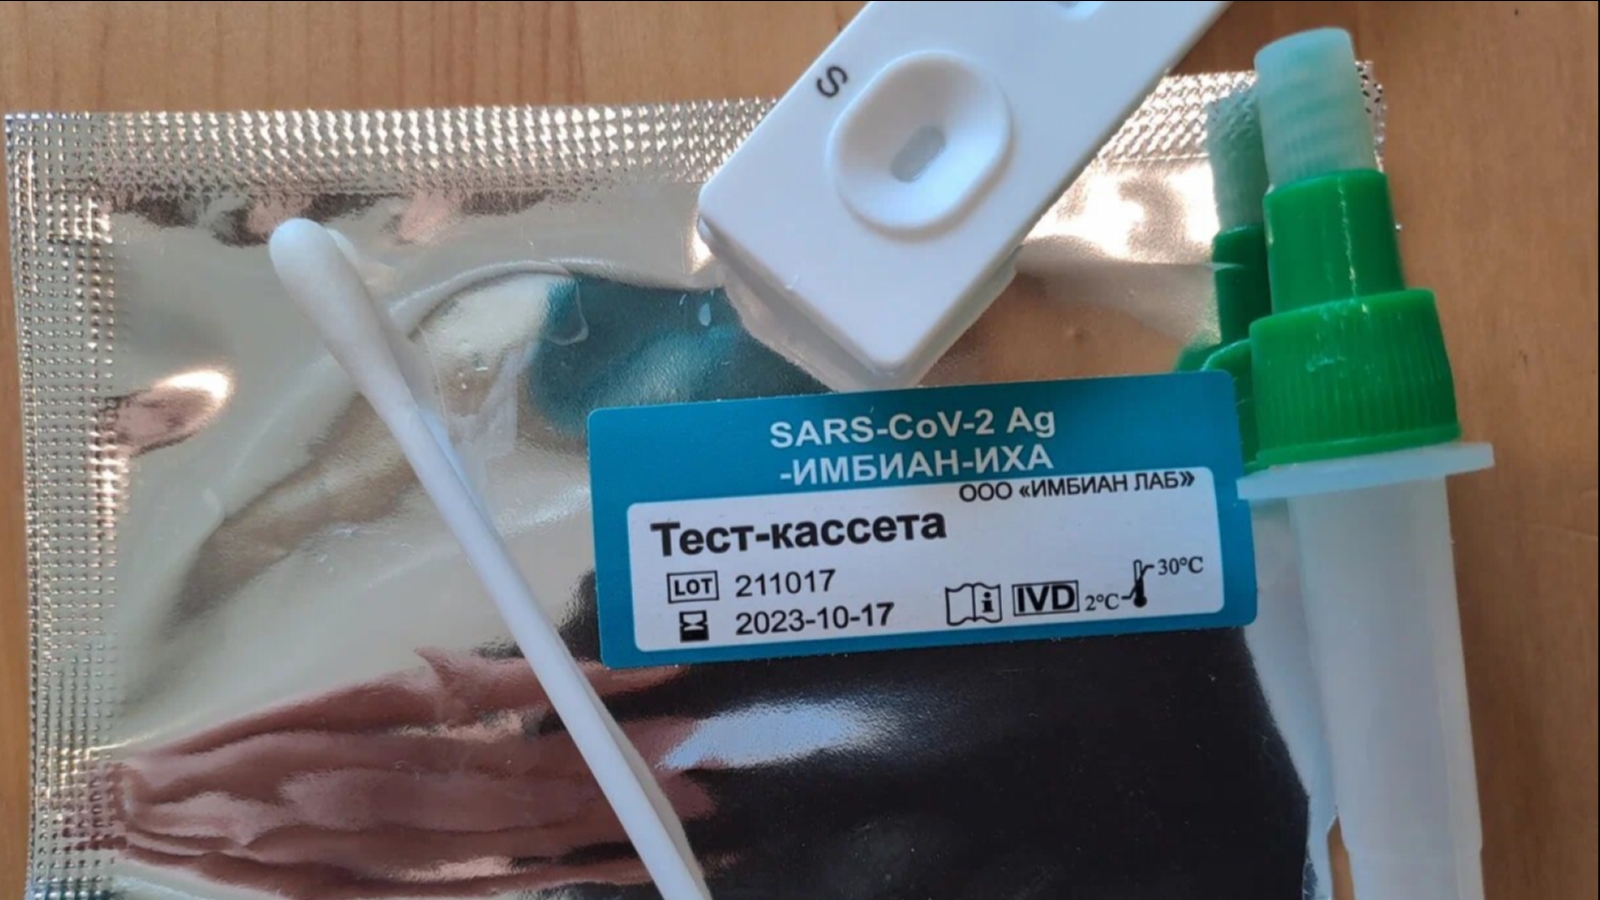 S
SARS-CoV-2 Ag
-ИМБИАН-ИХА
ООО «ИМБИАН ЛАБ»
Тест-кассета
LOT 211017
2023-10-17
i IVD 2°C 30°C